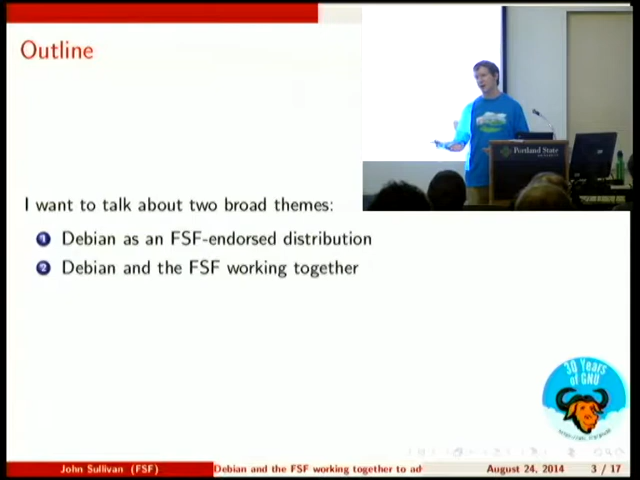 Outline
Portland State
I want to talk about two broad themes:
1 Debian as an FSF-endorsed distribution
2 Debian and the FSF working together
30 Years
of GNU
John Sullivan (FSF)
Debian and the FSF working together to ad
August 24, 2014
3 / 17